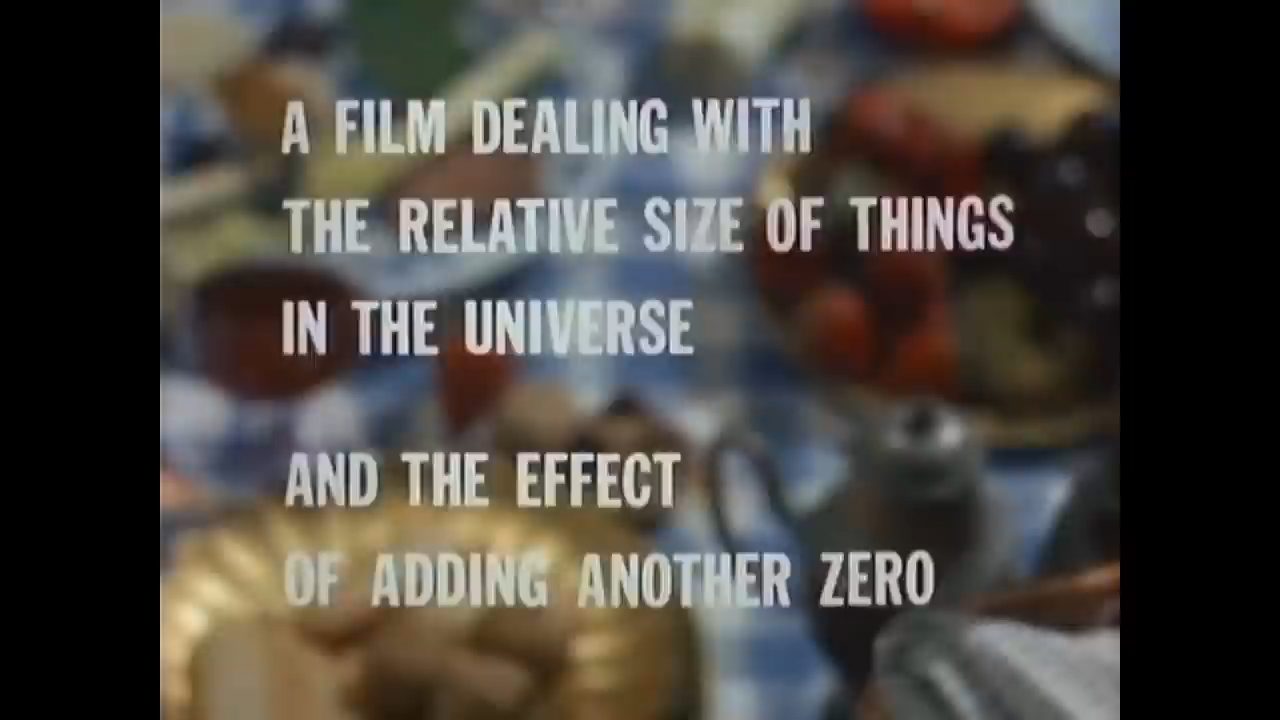 A FILM DEALING WITH
THE RELATIVE SIZE OF THINGS
IN THE UNIVERSE
AND THE EFFECT
OF ADDING ANOTHER ZERO